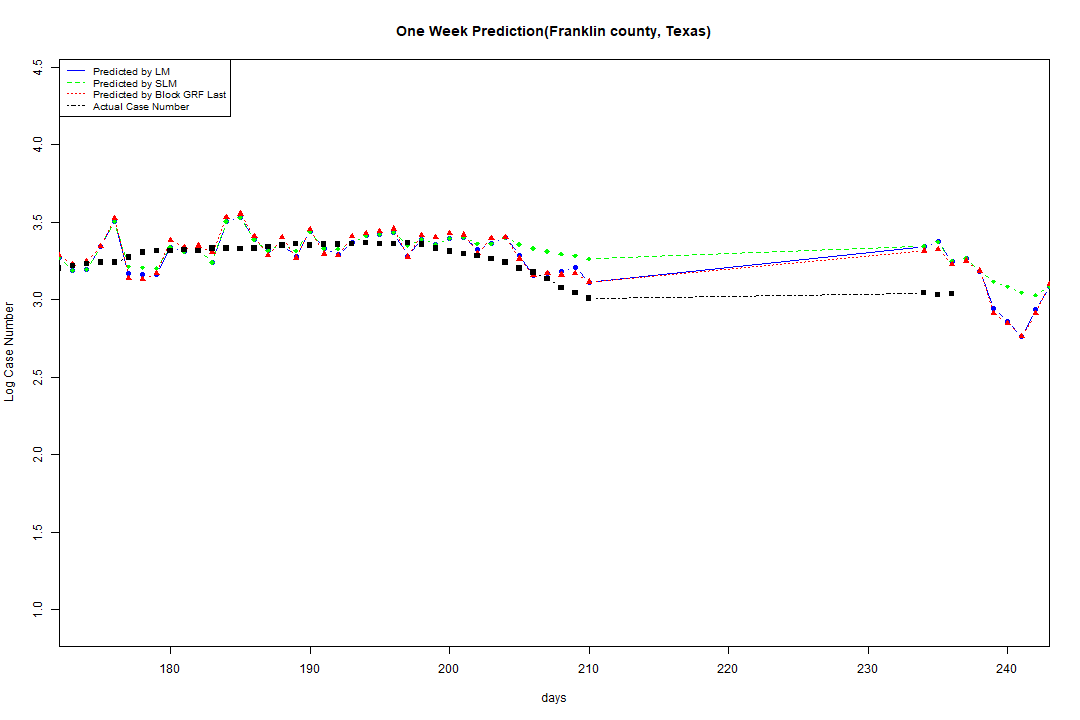 One Week Prediction(Franklin county, Texas)
Predicted by LM
Predicted by SLM
Predicted by Block GRF Last
Actual Case Number
4.5
4.0
3.5
3.0
2.5
2.0
1.5
1.0
Log Case Number
180 190 200 210 220 230 240
days